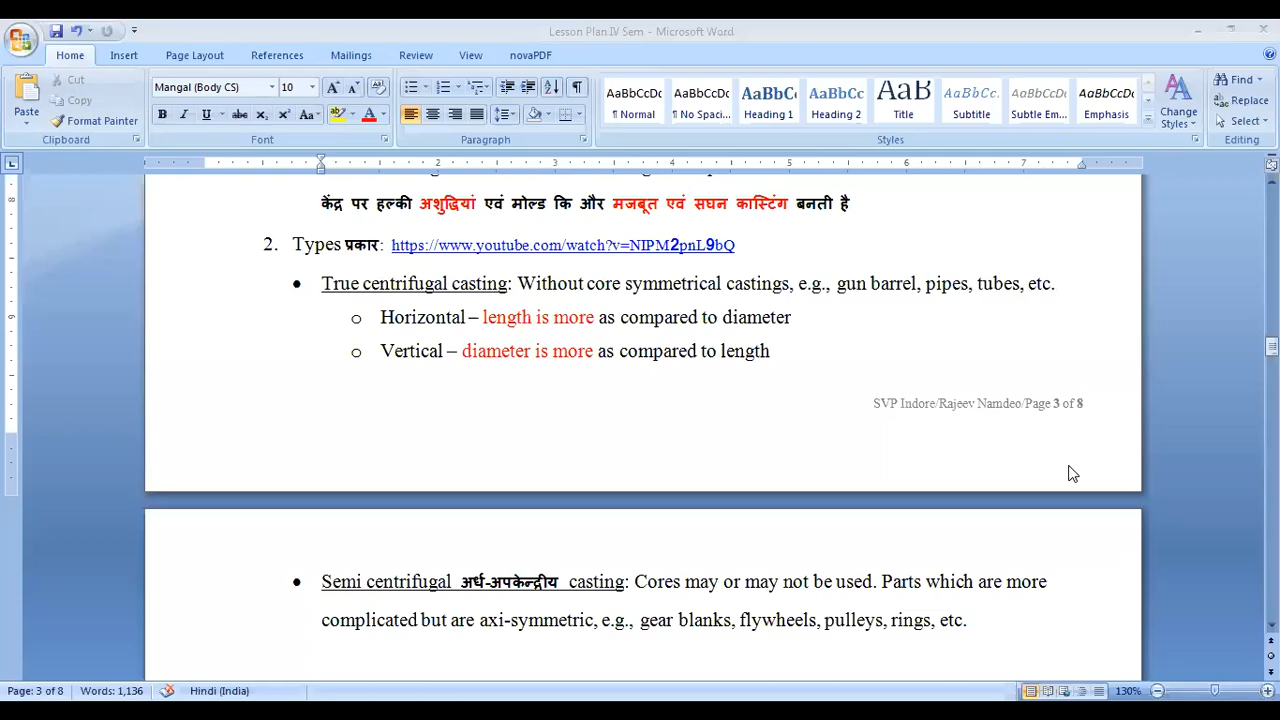 Lesson Plan IV Sem - Microsoft Word
Home Insert Page Layout References Mailings Review View novaPDF
Paste
Cut
Copy
Format Painter
Clipboard
Mangal (Body CS) 10
Font
Paragraph
AaBbCcDc AaBbCcDc AaBbC AaBbCc AaB AaBbCc. AaBbCcDc AaBbCcDc
¶ Normal ¶ No Spaci... Heading 1 Heading 2 Title Subtitle Subtle Em... Emphasis
Change Styles
Styles
Find
Replace
Select
Editing
2 3 4 5 6 7
केंद्र पर हल्की अशुद्धियां एवं मोल्ड कि और मजबूत एवं सघन कास्टिंग बनती है
2. Types प्रकार: https://www.youtube.com/watch?v=NIPM2pnL9bQ
• True centrifugal casting: Without core symmetrical castings, e.g., gun barrel, pipes, tubes, etc.
o Horizontal – length is more as compared to diameter
o Vertical – diameter is more as compared to length
SVP Indore/Rajeev Namdeo/Page 3 of 8
• Semi centrifugal अर्ध-अपकेन्द्रीय casting: Cores may or may not be used. Parts which are more
complicated but are axi-symmetric, e.g., gear blanks, flywheels, pulleys, rings, etc.
Page: 3 of 8 Words: 1,136 Hindi (India) 130%